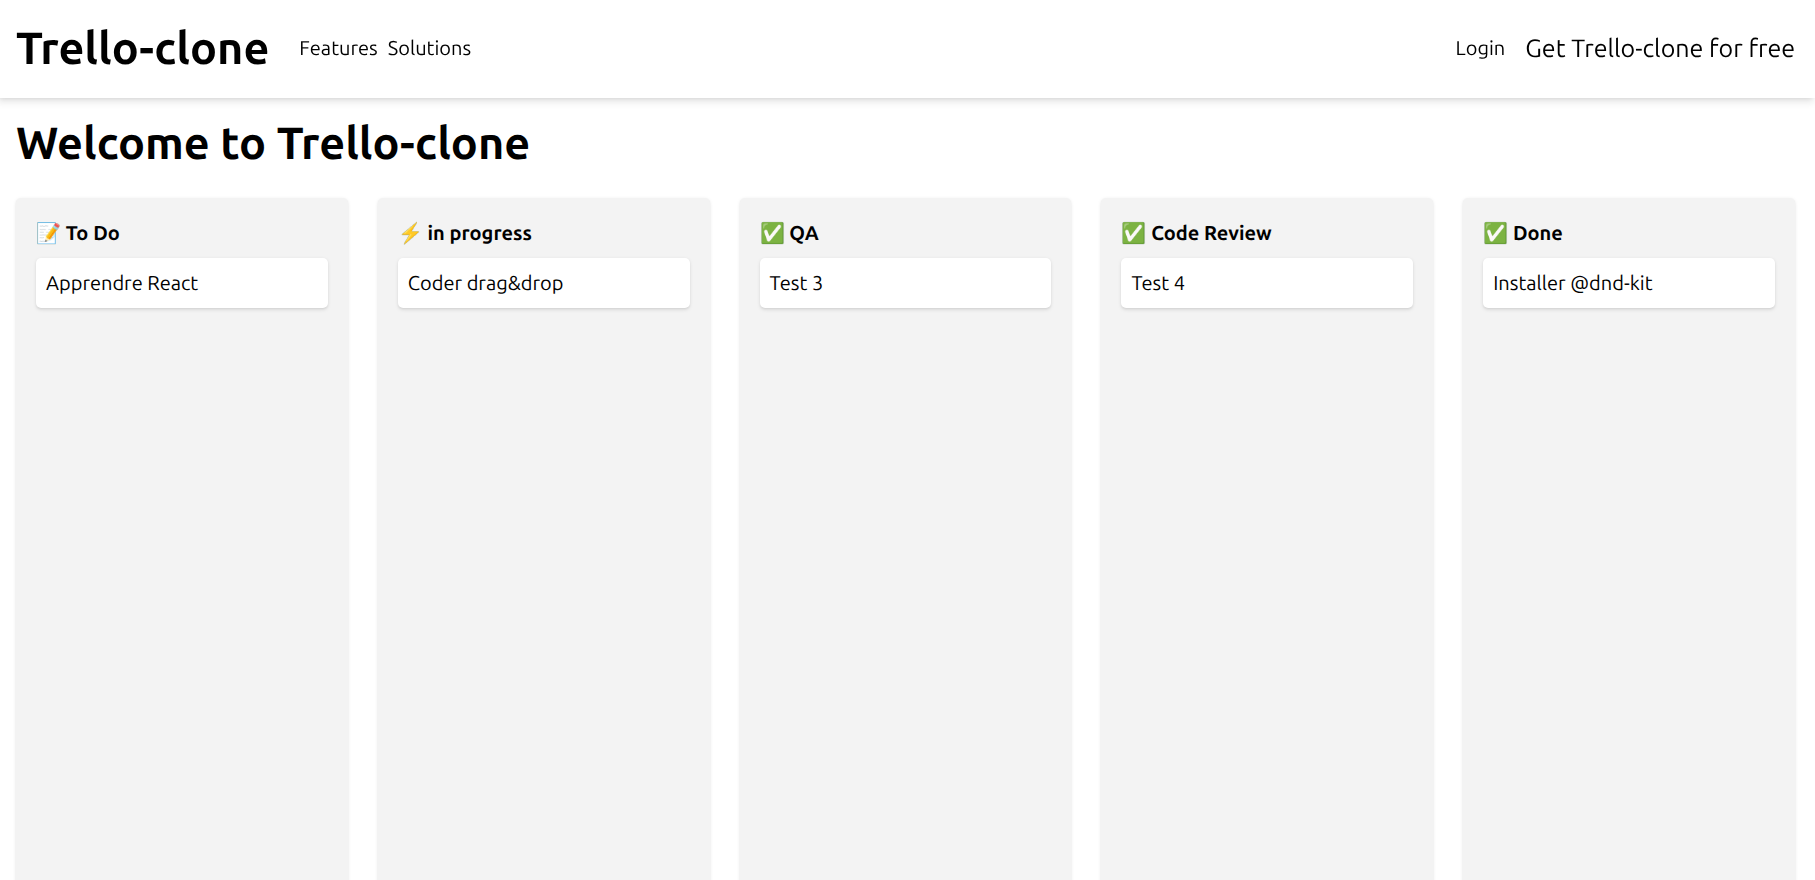 Trello-clone Features Solutions Login Get Trello-clone for free
Welcome to Trello-clone
📝 To Do
Apprendre React
⚡ in progress
Coder drag&drop
✅ QA
Test 3
✅ Code Review
Test 4
✅ Done
Installer @dnd-kit